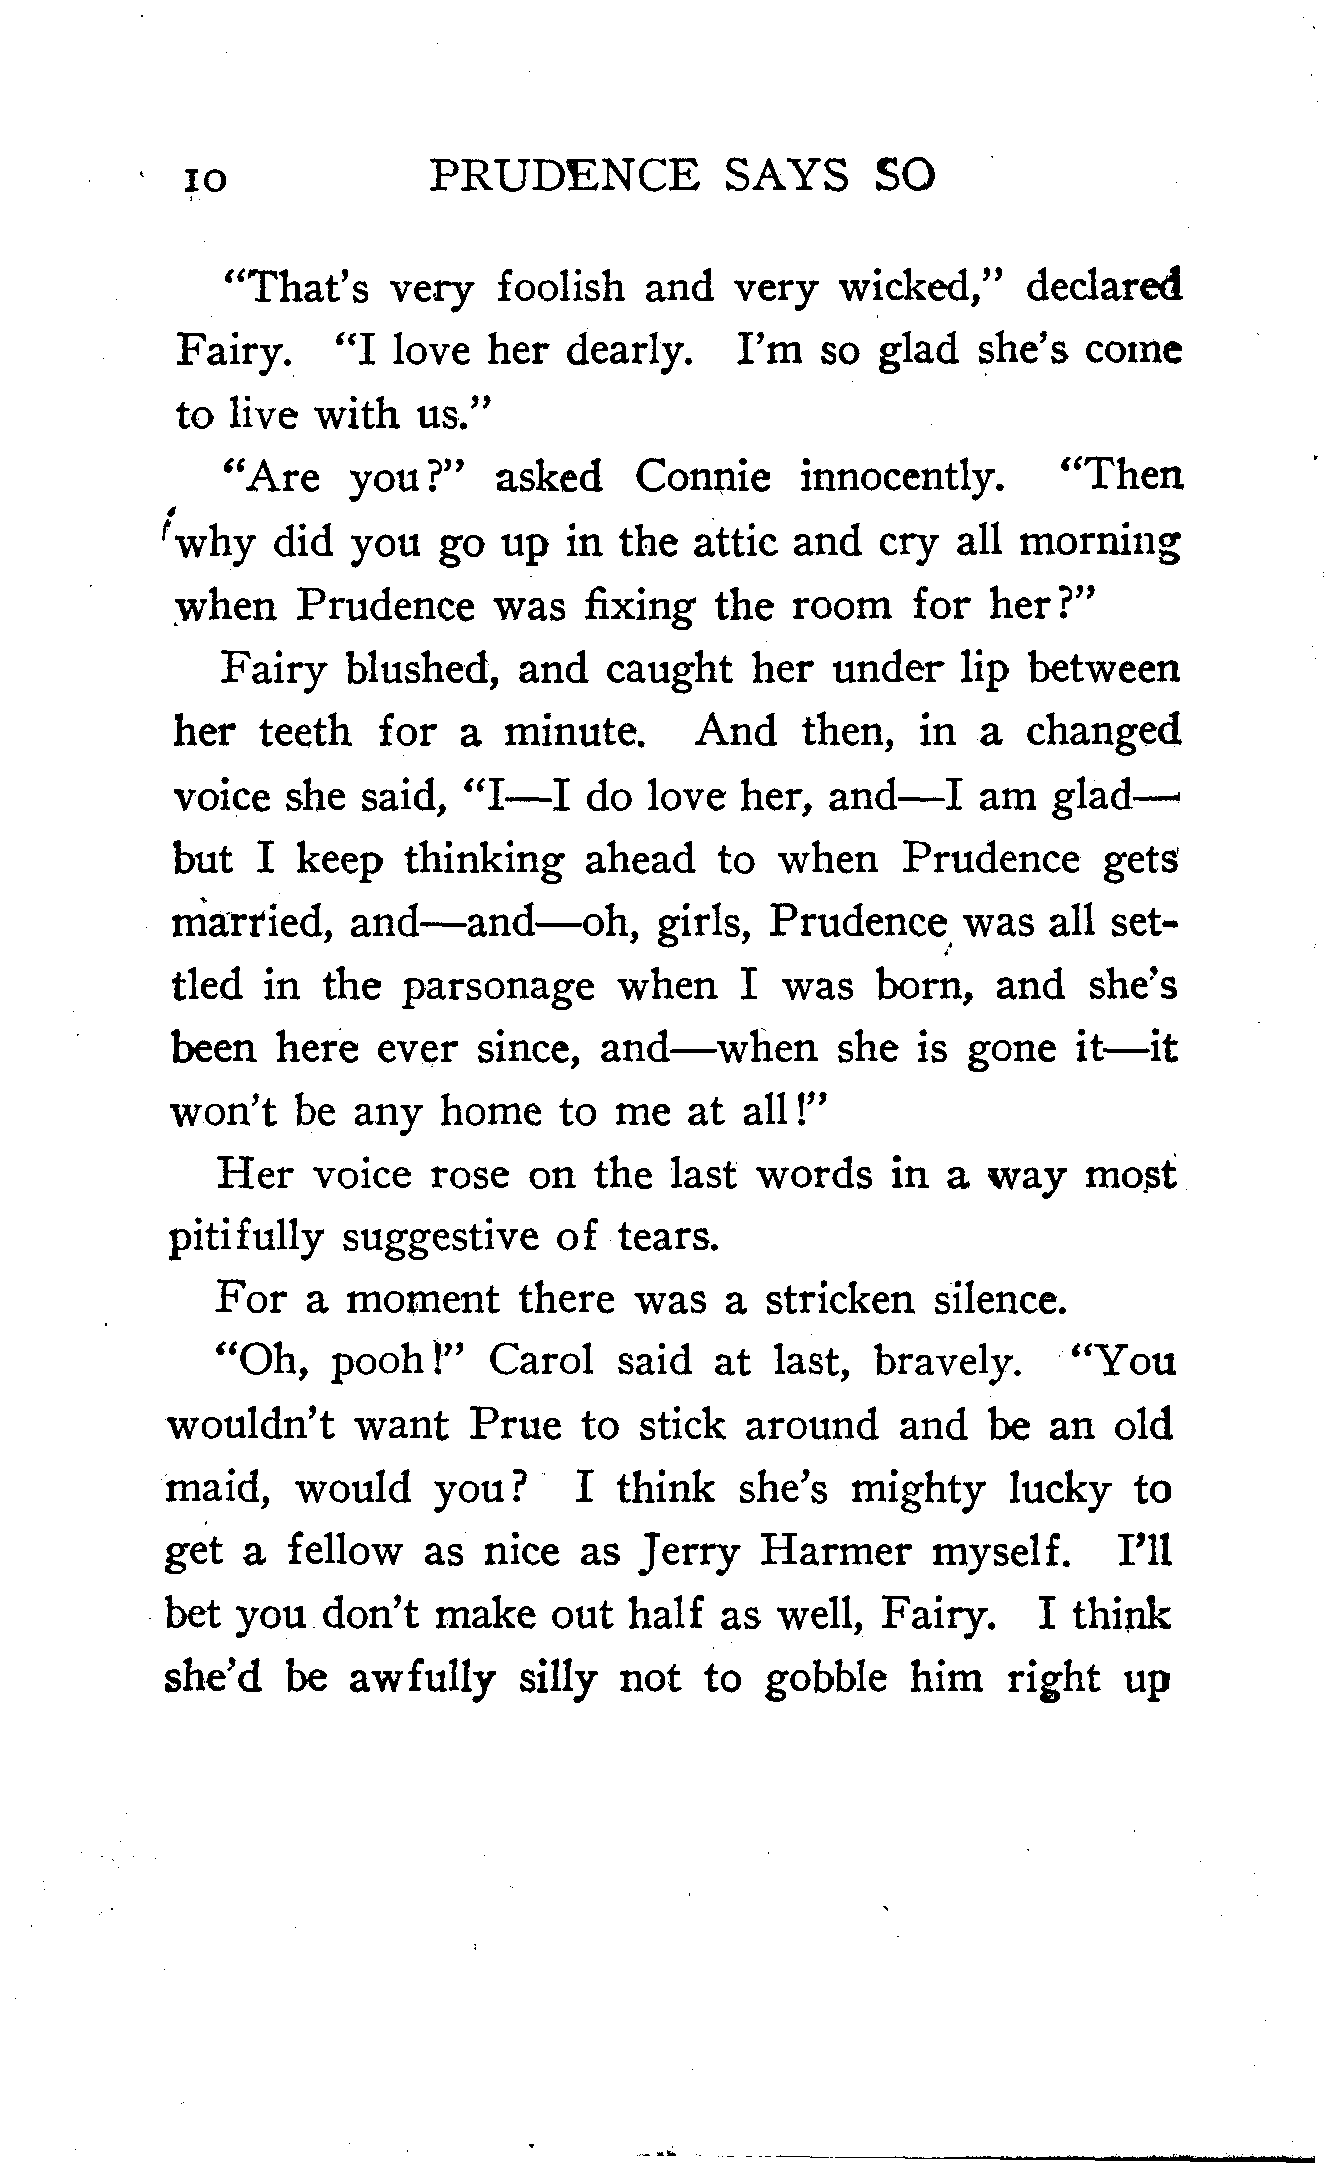 10 PRUDENCE SAYS SO
"That's very foolish and very wicked," declared
Fairy. "I love her dearly. I'm so glad she's come
to live with us."
"Are you?" asked Connie innocently. "Then
why did you go up in the attic and cry all morning
when Prudence was fixing the room for her?"
Fairy blushed, and caught her under lip between
her teeth for a minute. And then, in a changed
voice she said, "I—I do love her, and—I am glad—
but I keep thinking ahead to when Prudence gets
married, and—and—oh, girls, Prudence was all set-
tled in the parsonage when I was born, and she's
been here ever since, and—when she is gone it—it
won't be any home to me at all!"
Her voice rose on the last words in a way most
pitifully suggestive of tears.
For a moment there was a stricken silence.
"Oh, pooh!" Carol said at last, bravely. "You
wouldn't want Prue to stick around and be an old
maid, would you? I think she's mighty lucky to
get a fellow as nice as Jerry Harmer myself. I'll
bet you don't make out half as well, Fairy. I think
she'd be awfully silly not to gobble him right up